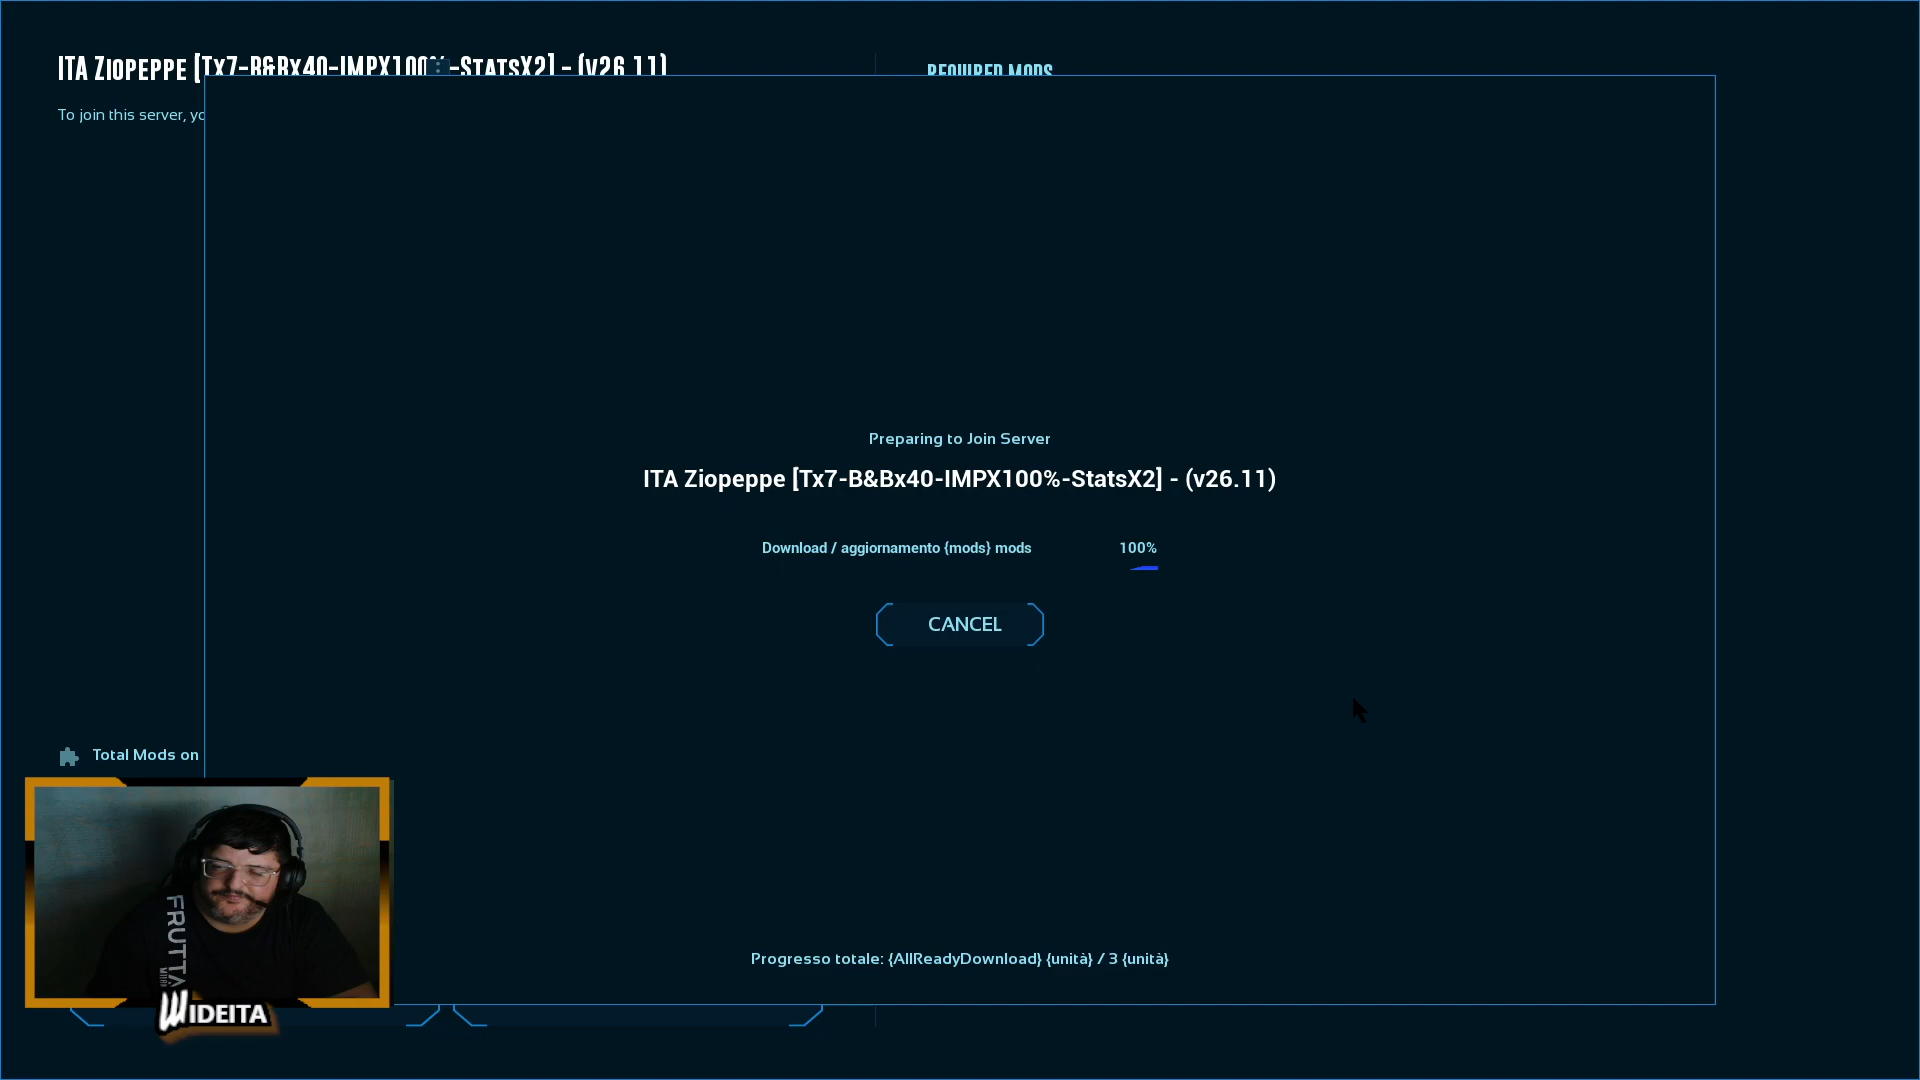 ITA Ziopeppe [Tx7-B&Bx40-IMPX100%-StatsX2] - (v26.11)
REQUIRED MODS
To join this server, yo
Preparing to Join Server
ITA Ziopeppe [Tx7-B&Bx40-IMPX100%-StatsX2] - (v26.11)
Download / aggiornamento {mods} mods 100%
CANCEL
Total Mods on
FRUTTA
WIDEITA
Progresso totale: {AllReadyDownload} {unità} / 3 {unità}